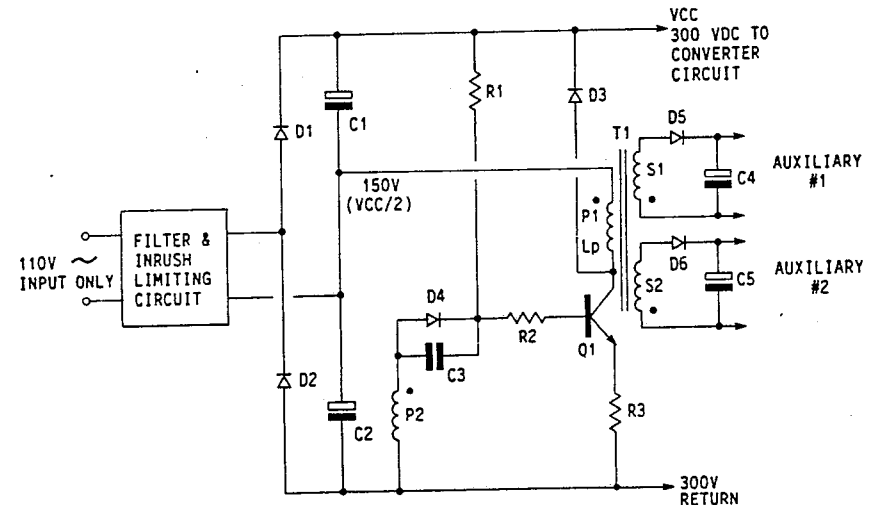 VCC
300 VDC TO
CONVERTER
CIRCUIT
R1
D3
C1
D1
T1
D5
S1
C4
AUXILIARY
#1
150V
(VCC/2)
P1
Lp
FILTER &
INRUSH
LIMITING
CIRCUIT
110V ~
INPUT ONLY
D6
S2
C5
AUXILIARY
#2
D4
R2
Q1
C3
D2
P2
R3
C2
300V
RETURN